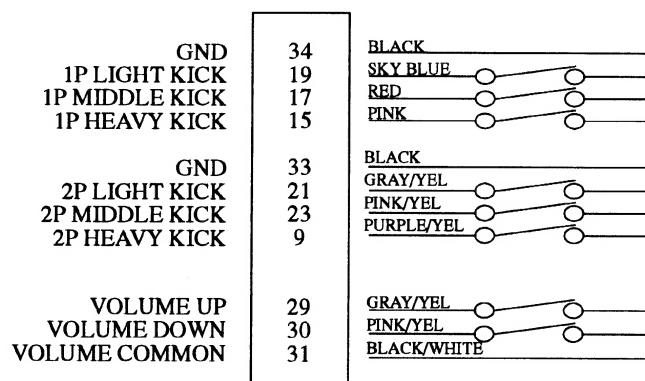 GND 34 BLACK
1P LIGHT KICK 19 SKY BLUE
1P MIDDLE KICK 17 RED
1P HEAVY KICK 15 PINK
GND 33 BLACK
2P LIGHT KICK 21 GRAY/YEL
2P MIDDLE KICK 23 PINK/YEL
2P HEAVY KICK 9 PURPLE/YEL
VOLUME UP 29 GRAY/YEL
VOLUME DOWN 30 PINK/YEL
VOLUME COMMON 31 BLACK/WHITE